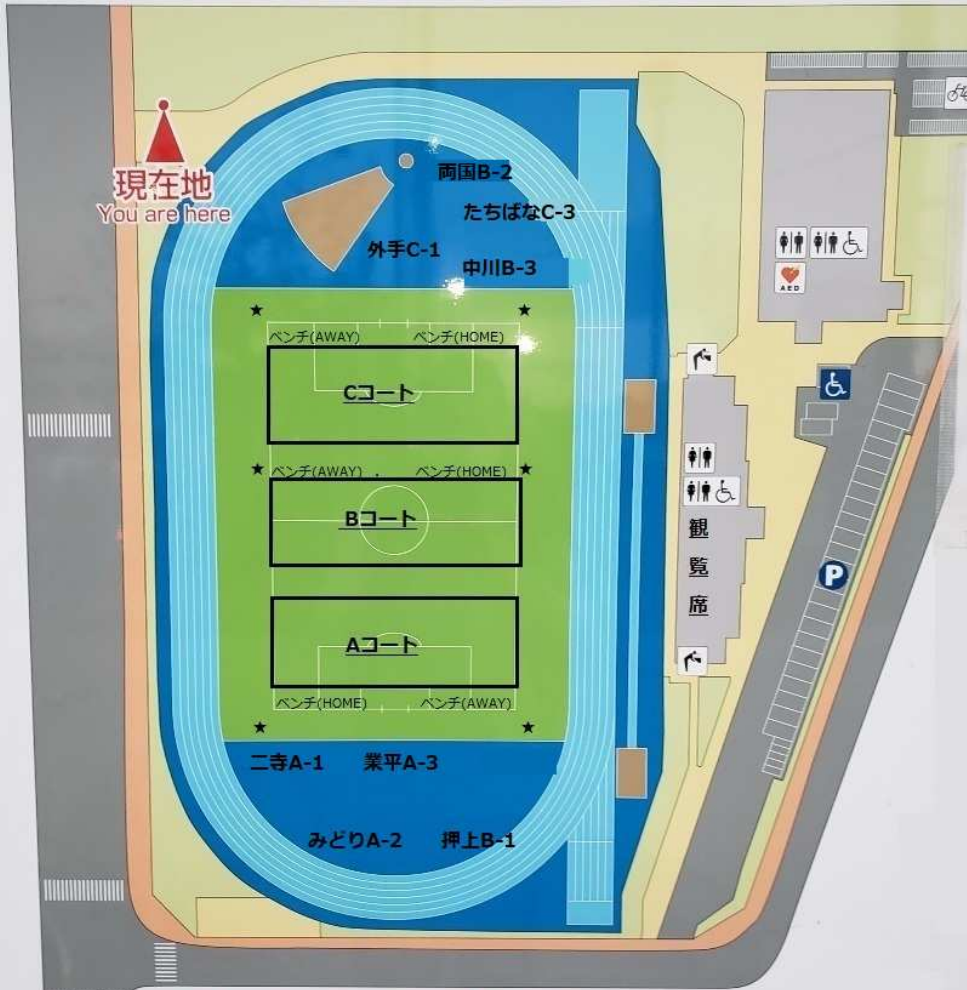 現在地
You are here
両国B-2
たちばなC-3
外手C-1
中川B-3
★ ★
ベンチ(AWAY) ベンチ(HOME)
Cコート
★ ベンチ(AWAY) ベンチ(HOME) ★
Bコート
Aコート
ベンチ(HOME) ベンチ(AWAY)
★ ★
二寺A-1 業平A-3
みどりA-2 押上B-1
AED
観覧席
P